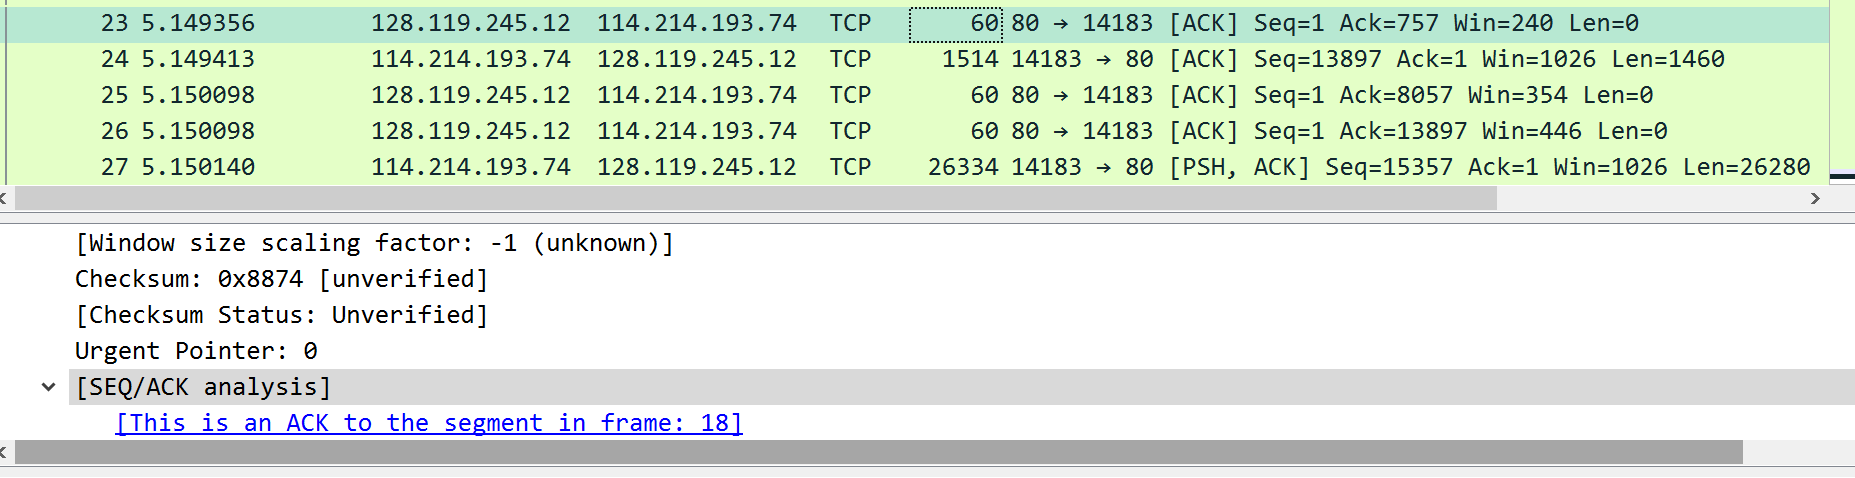 23 5.149356 128.119.245.12 114.214.193.74 TCP 60 80 → 14183 [ACK] Seq=1 Ack=757 Win=240 Len=0
24 5.149413 114.214.193.74 128.119.245.12 TCP 1514 14183 → 80 [ACK] Seq=13897 Ack=1 Win=1026 Len=1460
25 5.150098 128.119.245.12 114.214.193.74 TCP 60 80 → 14183 [ACK] Seq=1 Ack=8057 Win=354 Len=0
26 5.150098 128.119.245.12 114.214.193.74 TCP 60 80 → 14183 [ACK] Seq=1 Ack=13897 Win=446 Len=0
27 5.150140 114.214.193.74 128.119.245.12 TCP 26334 14183 → 80 [PSH, ACK] Seq=15357 Ack=1 Win=1026 Len=26280
[Window size scaling factor: -1 (unknown)]
Checksum: 0x8874 [unverified]
[Checksum Status: Unverified]
Urgent Pointer: 0
[SEQ/ACK analysis]
[This is an ACK to the segment in frame: 18]